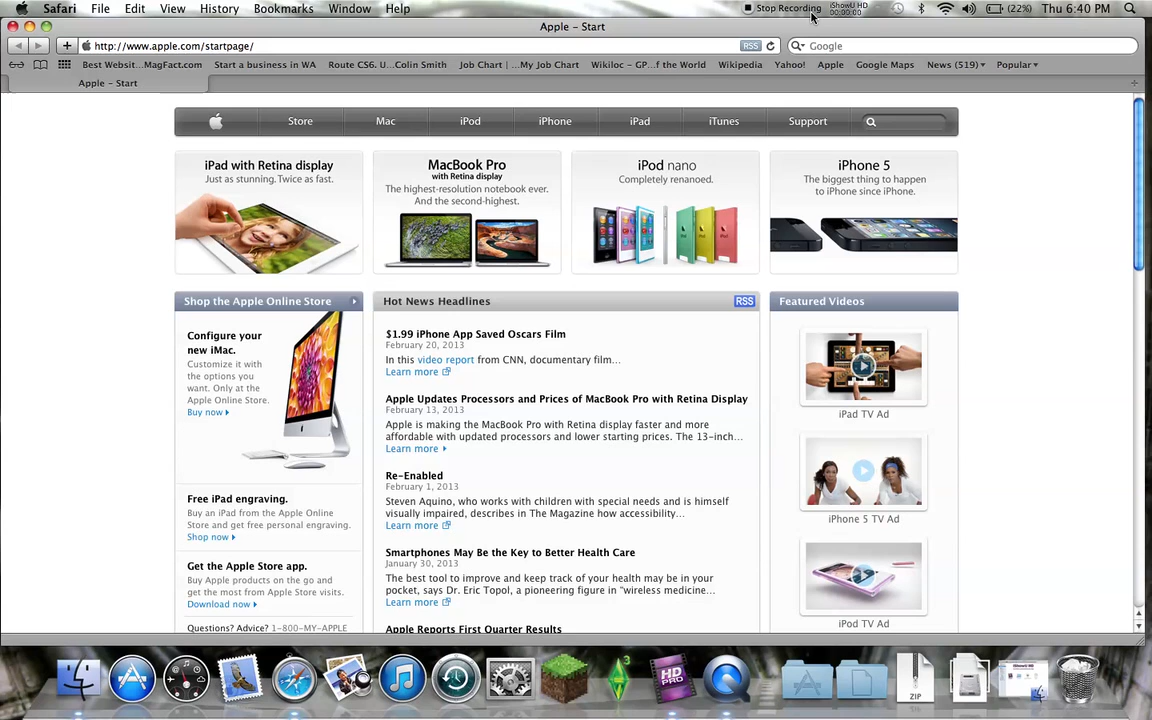 Safari File Edit View History Bookmarks Window Help Stop Recording iShowU HD 00:00:00 (22%) Thu 6:40 PM
Apple – Start
http://www.apple.com/startpage/ RSS Google
Best Websit...MagFact.com Start a business in WA Route CS6. U...Colin Smith Job Chart | ...My Job Chart Wikiloc – GP...f the World Wikipedia Yahoo! Apple Google Maps News (519) Popular
Apple – Start
Store Mac iPod iPhone iPad iTunes Support
iPad with Retina display
Just as stunning. Twice as fast.
MacBook Pro
with Retina display
The highest-resolution notebook ever.
And the second-highest.
iPod nano
Completely renanoed.
iPhone 5
The biggest thing to happen
to iPhone since iPhone.
Shop the Apple Online Store
Configure your
new iMac.
Customize it with
the options you
want. Only at the
Apple Online Store.
Buy now
Free iPad engraving.
Buy an iPad from the Apple Online
Store and get free personal engraving.
Shop now
Get the Apple Store app.
Buy Apple products on the go and
get the most from Apple Store visits.
Download now
Questions? Advice? 1-800-MY-APPLE
Hot News Headlines RSS
$1.99 iPhone App Saved Oscars Film
February 20, 2013
In this video report from CNN, documentary film...
Learn more
Apple Updates Processors and Prices of MacBook Pro with Retina Display
February 13, 2013
Apple is making the MacBook Pro with Retina display faster and more
affordable with updated processors and lower starting prices. The 13-inch...
Learn more
Re-Enabled
February 1, 2013
Steven Aquino, who works with children with special needs and is himself
visually impaired, describes in The Magazine how accessibility...
Learn more
Smartphones May Be the Key to Better Health Care
January 30, 2013
The best tool to improve and keep track of your health may be in your
pocket, says Dr. Eric Topol, a pioneering figure in “wireless medicine...
Learn more
Apple Reports First Quarter Results
Featured Videos
iPad TV Ad
iPhone 5 TV Ad
iPod TV Ad
3
HD
PRO
ZIP